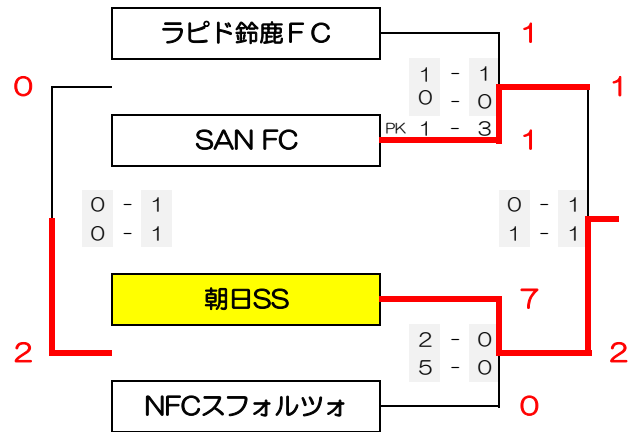 ラピド鈴鹿ＦＣ 1
0 1 - 1 1
0 - 0
SAN FC PK 1 - 3 1
0 - 1 0 - 1
0 - 1 1 - 1
朝日SS 7
2 2 - 0 2
5 - 0
NFCスフォルツォ 0